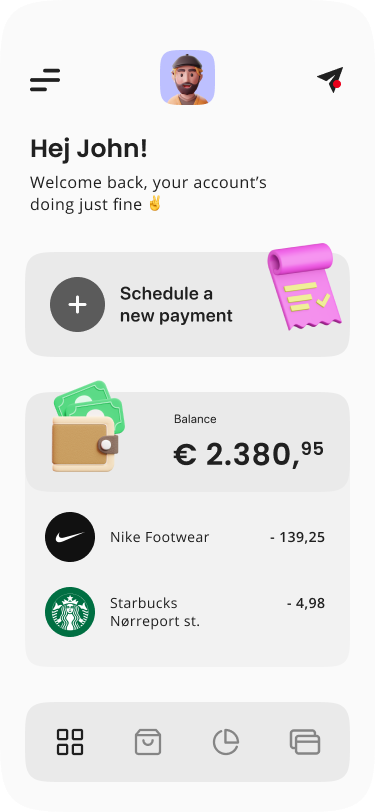 Hej John!
Welcome back, your account’s
doing just fine ✌️
Schedule a
new payment
Balance
€ 2.380,95
Nike Footwear - 139,25
Starbucks - 4,98
Nørreport st.